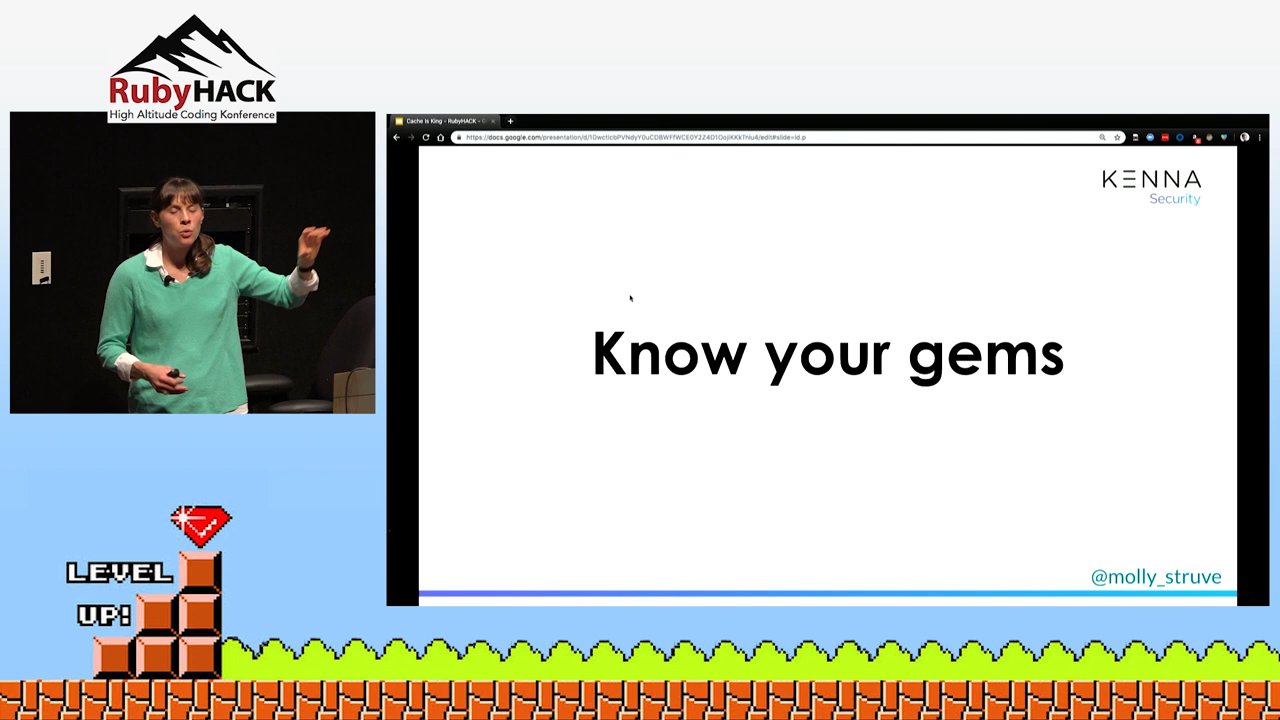 RubyHACK
High Altitude Coding Konference
Cache is King - RubyHACK - G
KENNA
Security
Know your gems
@molly_struve
LEVEL
UP!